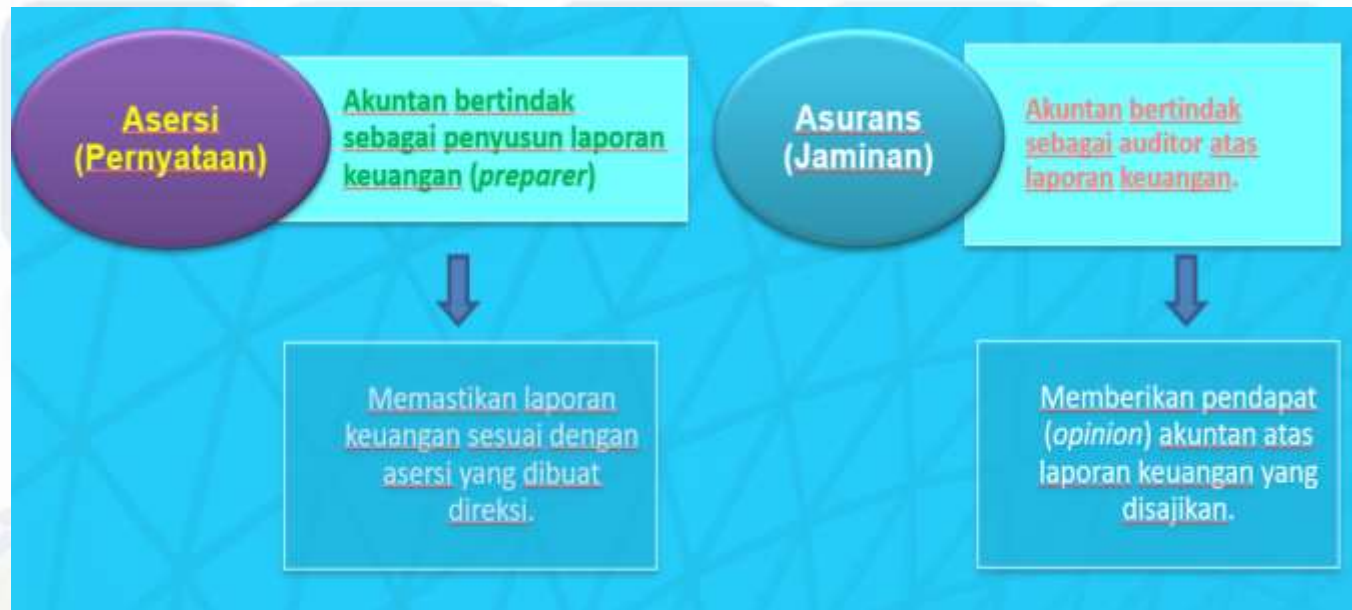 Asersi
(Pernyataan)
Akuntan bertindak
sebagai penyusun laporan
keuangan (preparer)
Memastikan laporan
keuangan sesuai dengan
asersi yang dibuat
direksi.
Asurans
(Jaminan)
Akuntan bertindak
sebagai auditor atas
laporan keuangan.
Memberikan pendapat
(opinion) akuntan atas
laporan keuangan yang
disajikan.